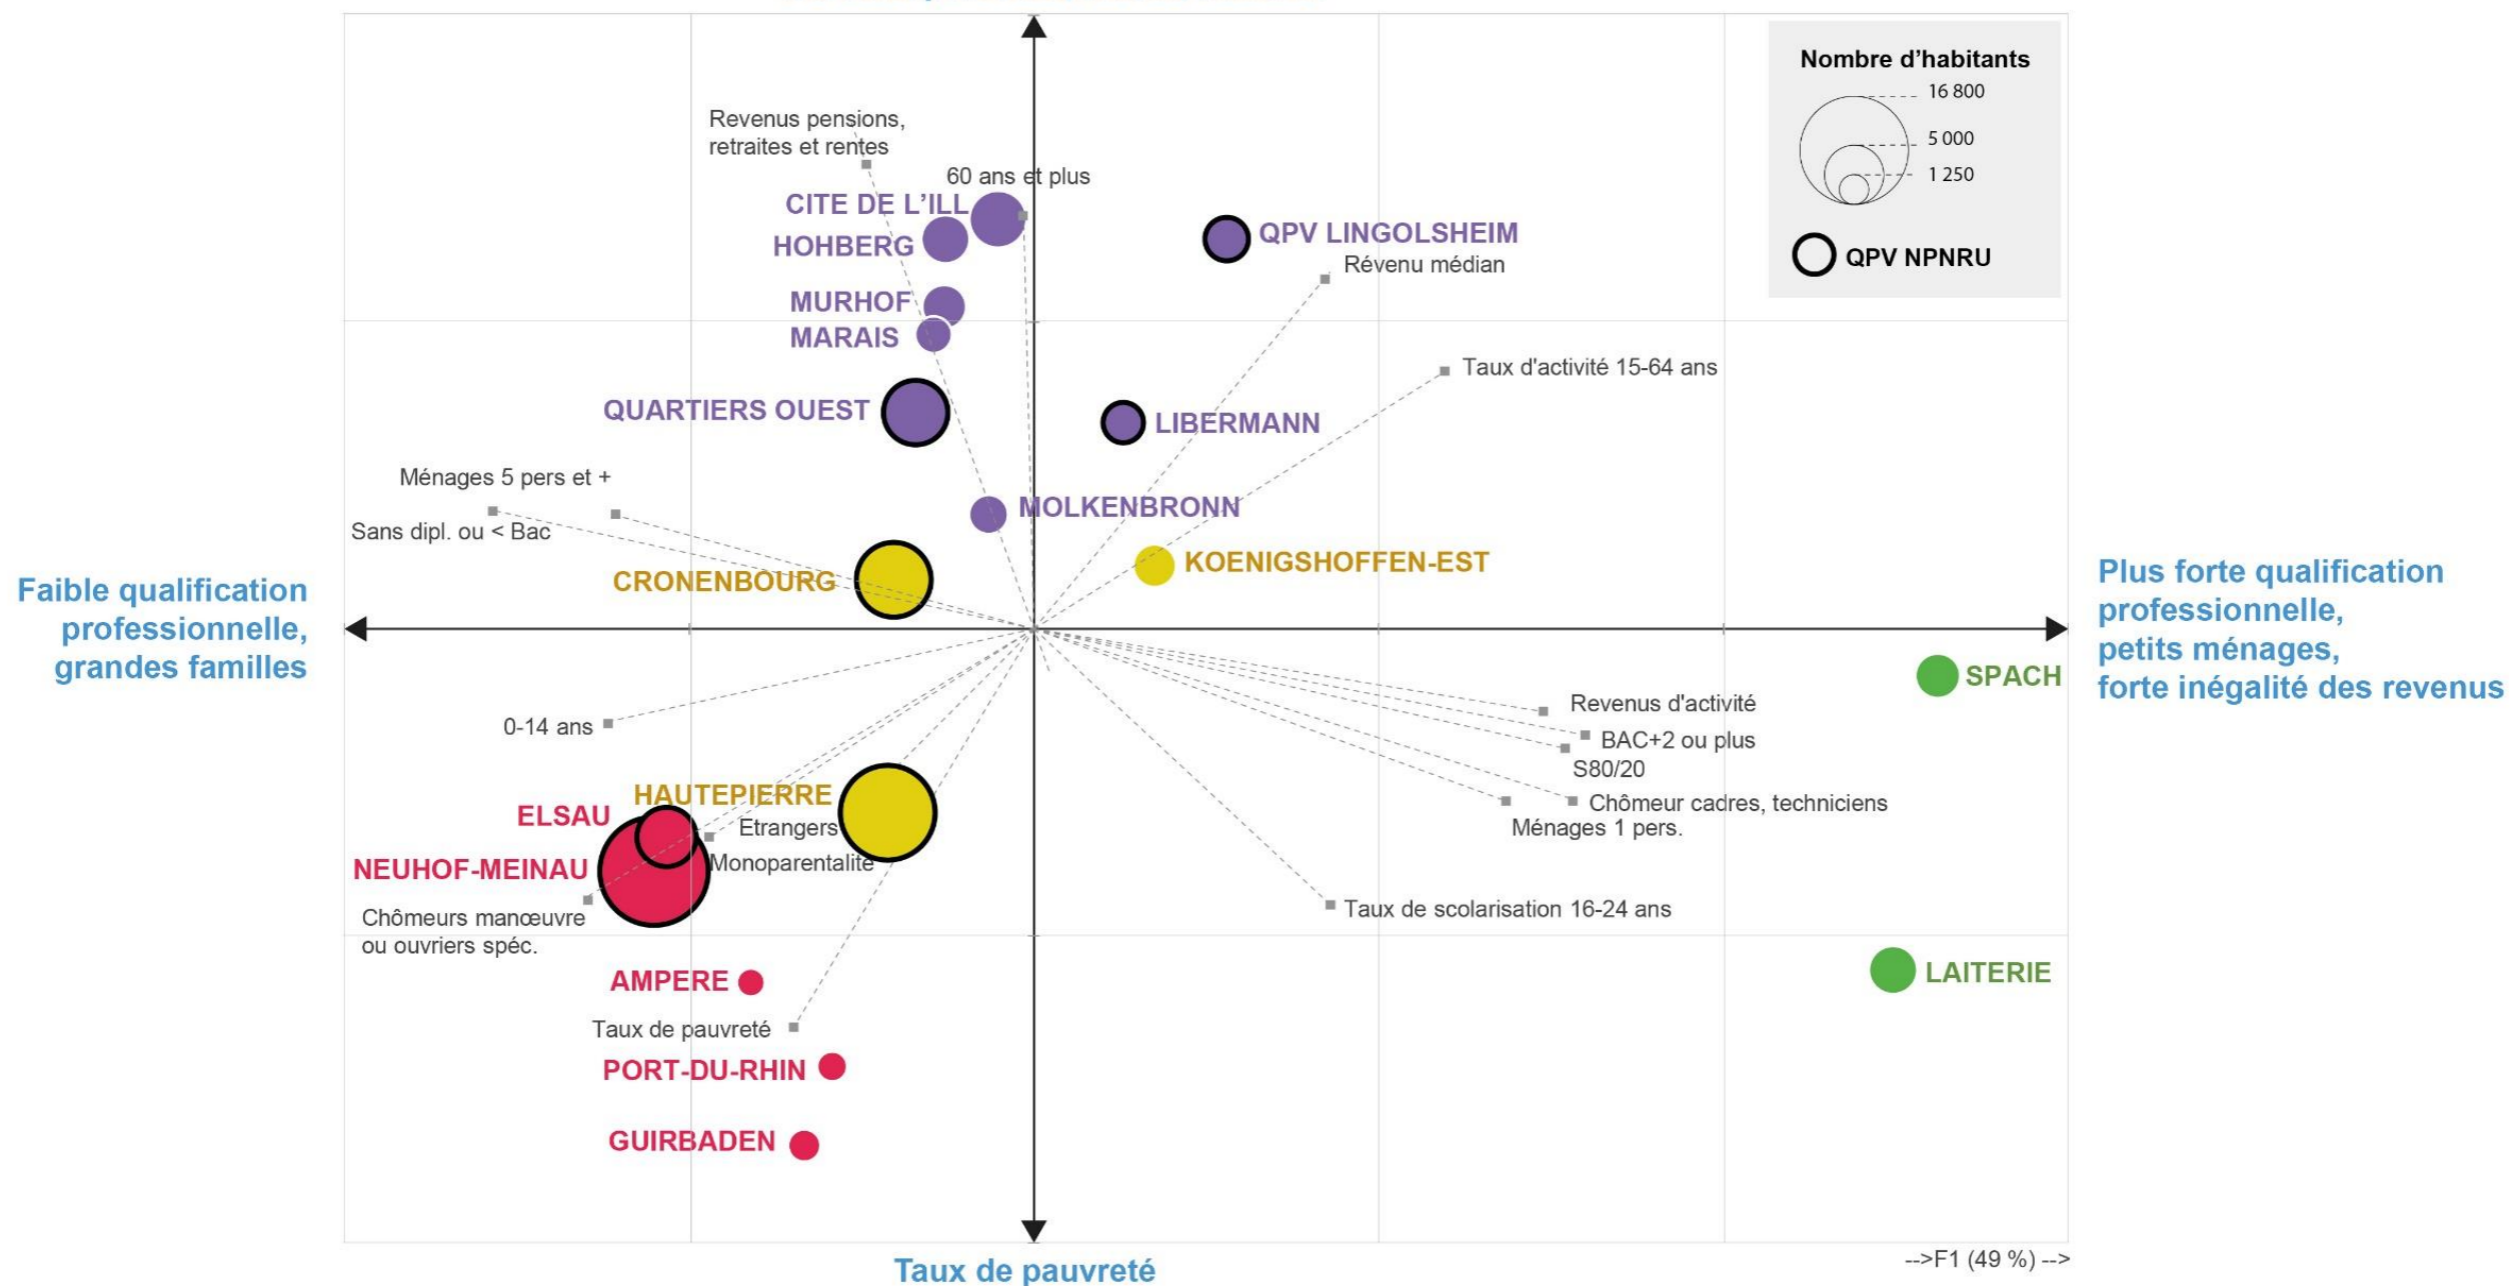 Nombre d'habitants
16 800
5 000
1 250
QPV NPNRU
Revenus pensions,
retraites et rentes
60 ans et plus
CITE DE L'ILL
HOHBERG
QPV LINGOLSHEIM
Révenu médian
MURHOF
MARAIS
Taux d'activité 15-64 ans
QUARTIERS OUEST
LIBERMANN
Ménages 5 pers et +
MOLKENBRONN
Sans dipl. ou < Bac
CRONENBOURG
KOENIGSHOFFEN-EST
Faible qualification
professionnelle,
grandes familles
Plus forte qualification
professionnelle,
petits ménages,
forte inégalité des revenus
SPACH
Revenus d'activité
0-14 ans
BAC+2 ou plus
S80/20
HAUTEPIERRE
ELSAU
Chômeur cadres, techniciens
Etrangers
Ménages 1 pers.
NEUHOF-MEINAU
Monoparentalité
Taux de scolarisation 16-24 ans
Chômeurs manœuvre
ou ouvriers spéc.
AMPERE
LAITERIE
Taux de pauvreté
PORT-DU-RHIN
GUIRBADEN
-->F1 (49 %) -->
Taux de pauvreté